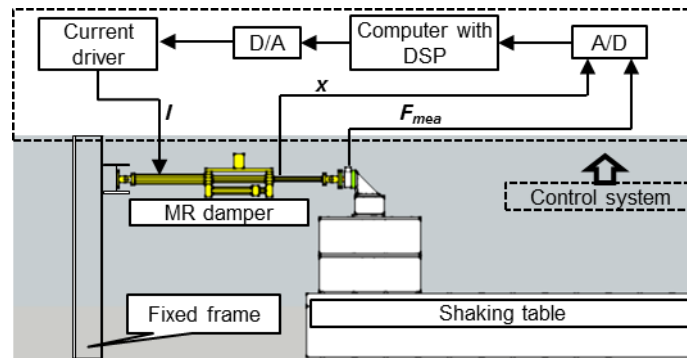 Current
driver
D/A
Computer with
DSP
A/D
x
I
F_mea
Control system
MR damper
Fixed frame
Shaking table